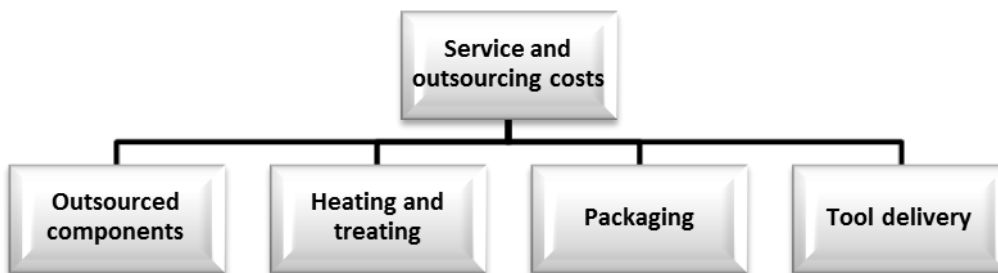 Service and
outsourcing costs
Outsourced
components
Heating and
treating
Packaging
Tool delivery